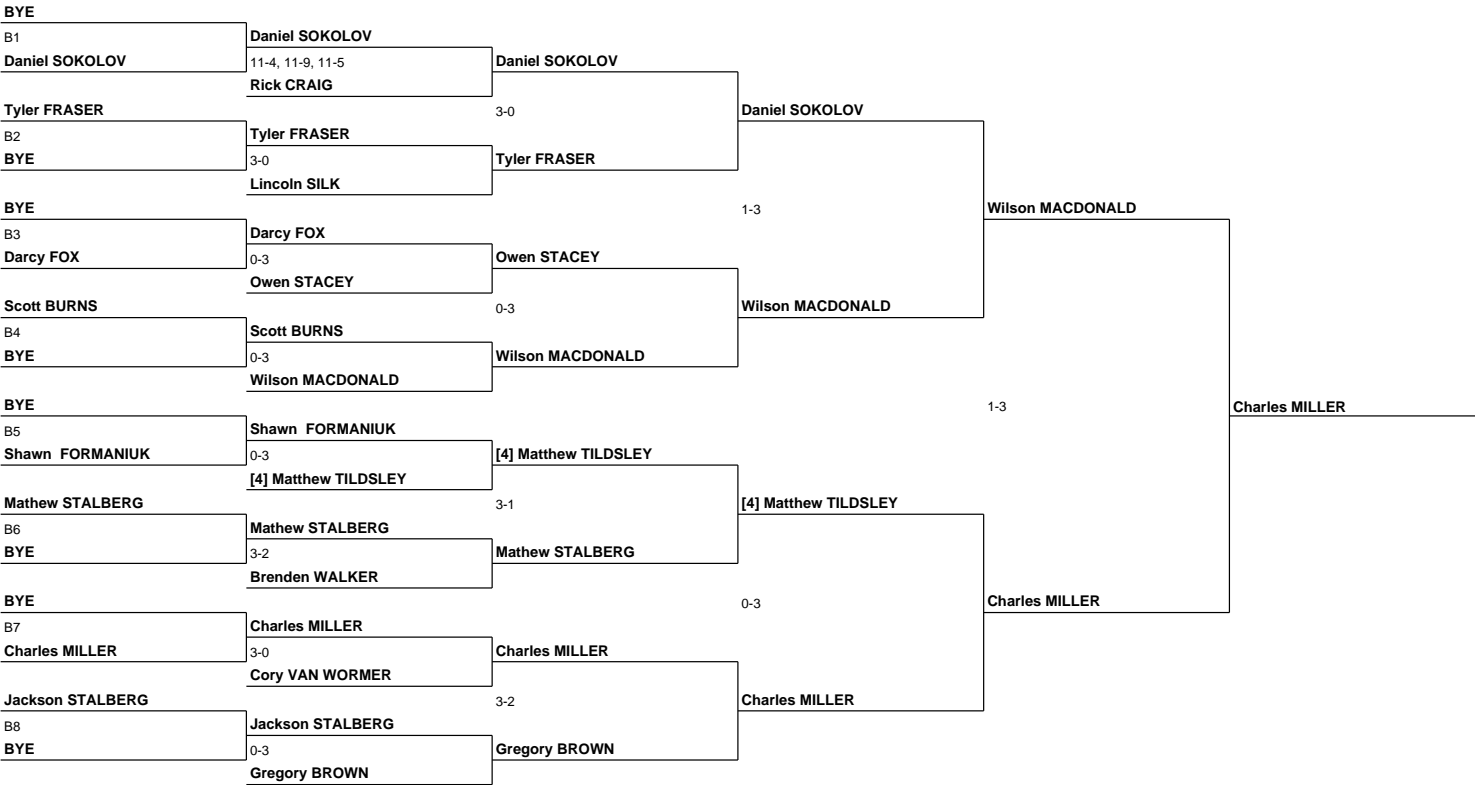 BYE
B1
Daniel SOKOLOV
Tyler FRASER
B2
BYE
BYE
B3
Darcy FOX
Scott BURNS
B4
BYE
BYE
B5
Shawn  FORMANIUK
Mathew STALBERG
B6
BYE
BYE
B7
Charles MILLER
Jackson STALBERG
B8
BYE
Daniel SOKOLOV
11-4, 11-9, 11-5
Rick CRAIG
Tyler FRASER
3-0
Lincoln SILK
Darcy FOX
0-3
Owen STACEY
Scott BURNS
0-3
Wilson MACDONALD
Shawn  FORMANIUK
0-3
[4] Matthew TILDSLEY
Mathew STALBERG
3-2
Brenden WALKER
Charles MILLER
3-0
Cory VAN WORMER
Jackson STALBERG
0-3
Gregory BROWN
Daniel SOKOLOV
3-0
Tyler FRASER
Owen STACEY
0-3
Wilson MACDONALD
[4] Matthew TILDSLEY
3-1
Mathew STALBERG
Charles MILLER
3-2
Gregory BROWN
Daniel SOKOLOV
1-3
Wilson MACDONALD
[4] Matthew TILDSLEY
0-3
Charles MILLER
Wilson MACDONALD
1-3
Charles MILLER
Charles MILLER